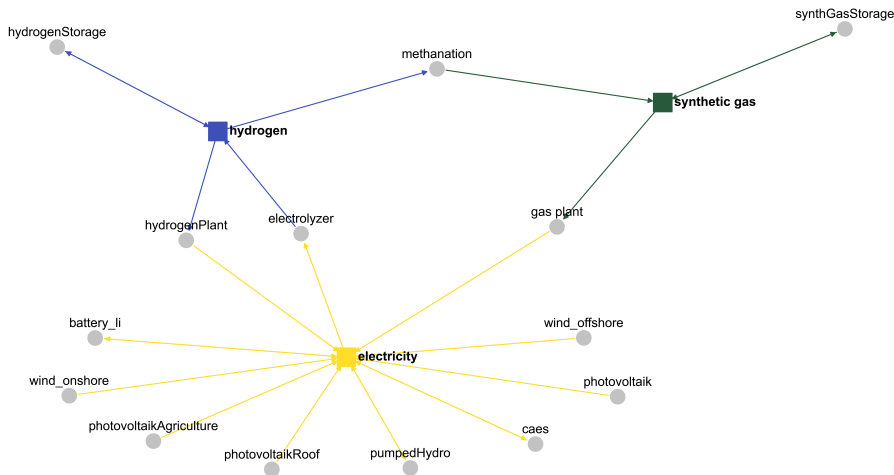 synthGasStorage
hydrogenStorage
methanation
synthetic gas
hydrogen
gas plant
electrolyzer
hydrogenPlant
battery_li
wind_offshore
electricity
wind_onshore
photovoltaik
photovoltaikAgriculture
caes
photovoltaikRoof
pumpedHydro